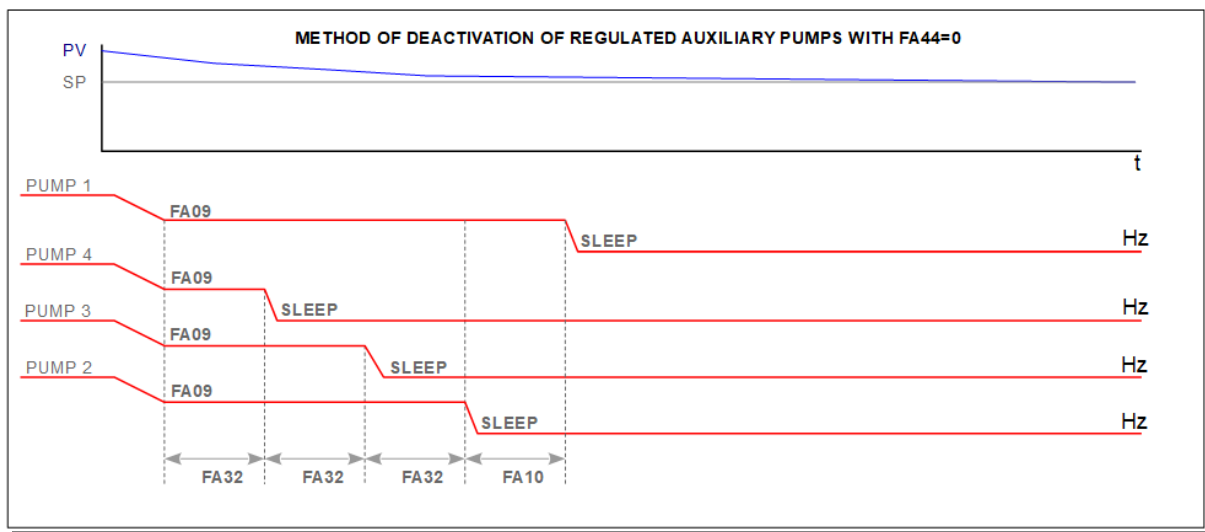 METHOD OF DEACTIVATION OF REGULATED AUXILIARY PUMPS WITH FA44=0
PV
SP
t
PUMP 1
FA09
SLEEP
Hz
PUMP 4
FA09
SLEEP
Hz
PUMP 3
FA09
SLEEP
Hz
PUMP 2
FA09
SLEEP
Hz
FA32 FA32 FA32 FA10